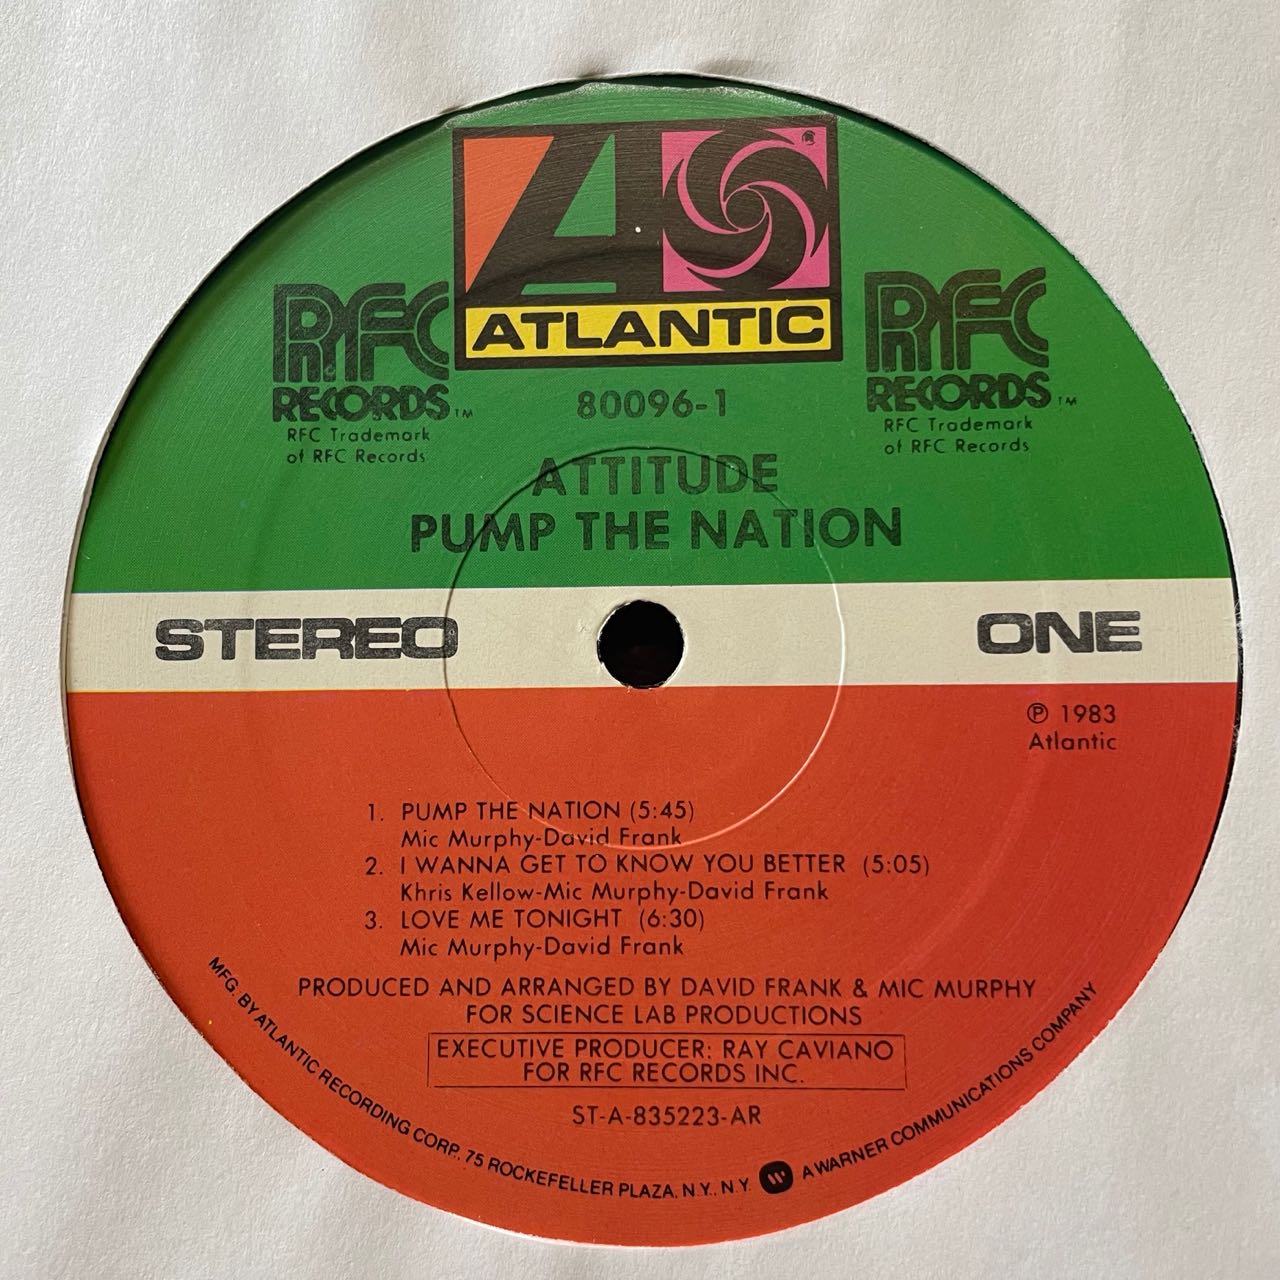 ®
ATLANTIC
RFC
RECORDS™
RFC Trademark
of RFC Records
RFC
RECORDS™
RFC Trademark
of RFC Records
80096-1
ATTITUDE
PUMP THE NATION
STEREO
ONE
℗ 1983
Atlantic
1. PUMP THE NATION (5:45)
Mic Murphy-David Frank
2. I WANNA GET TO KNOW YOU BETTER (5:05)
Khris Kellow-Mic Murphy-David Frank
3. LOVE ME TONIGHT (6:30)
Mic Murphy-David Frank
PRODUCED AND ARRANGED BY DAVID FRANK & MIC MURPHY
FOR SCIENCE LAB PRODUCTIONS
EXECUTIVE PRODUCER: RAY CAVIANO
FOR RFC RECORDS INC.
ST-A-835223-AR
MFG. BY ATLANTIC RECORDING CORP., 75 ROCKEFELLER PLAZA, N.Y., N.Y. A WARNER COMMUNICATIONS COMPANY